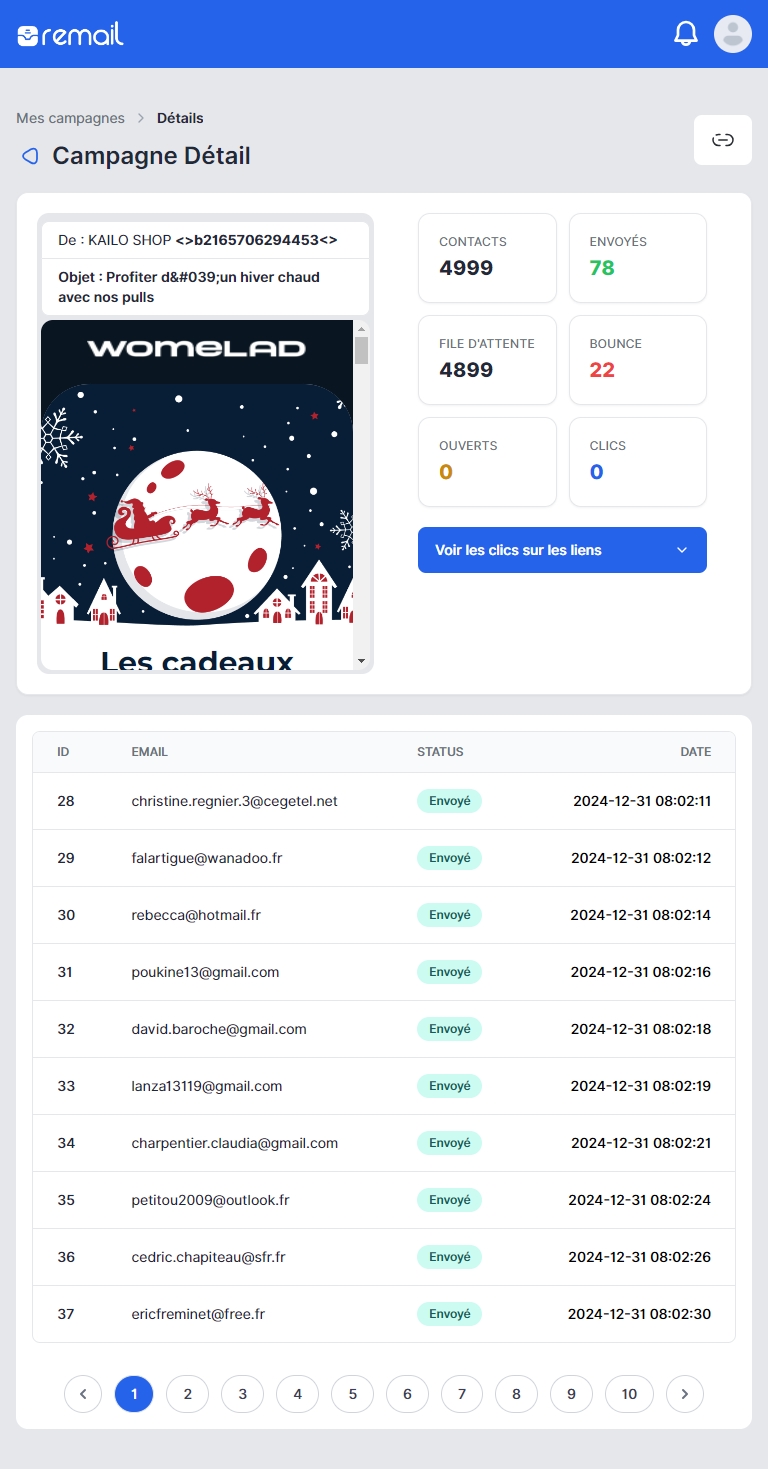 remail
Mes campagnes
Détails
Campagne Détail
De : KAILO SHOP <>b2165706294453<>
Objet : Profiter d&#039;un hiver chaud
avec nos pulls
WOMELAD
Les cadeaux
CONTACTS
4999
ENVOYÉS
78
FILE D'ATTENTE
4899
BOUNCE
22
OUVERTS
0
CLICS
0
Voir les clics sur les liens
ID EMAIL STATUS DATE
28 christine.regnier.3@cegetel.net Envoyé 2024-12-31 08:02:11
29 falartigue@wanadoo.fr Envoyé 2024-12-31 08:02:12
30 rebecca@hotmail.fr Envoyé 2024-12-31 08:02:14
31 poukine13@gmail.com Envoyé 2024-12-31 08:02:16
32 david.baroche@gmail.com Envoyé 2024-12-31 08:02:18
33 lanza13119@gmail.com Envoyé 2024-12-31 08:02:19
34 charpentier.claudia@gmail.com Envoyé 2024-12-31 08:02:21
35 petitou2009@outlook.fr Envoyé 2024-12-31 08:02:24
36 cedric.chapiteau@sfr.fr Envoyé 2024-12-31 08:02:26
37 ericfreminet@free.fr Envoyé 2024-12-31 08:02:30
1 2 3 4 5 6 7 8 9 10